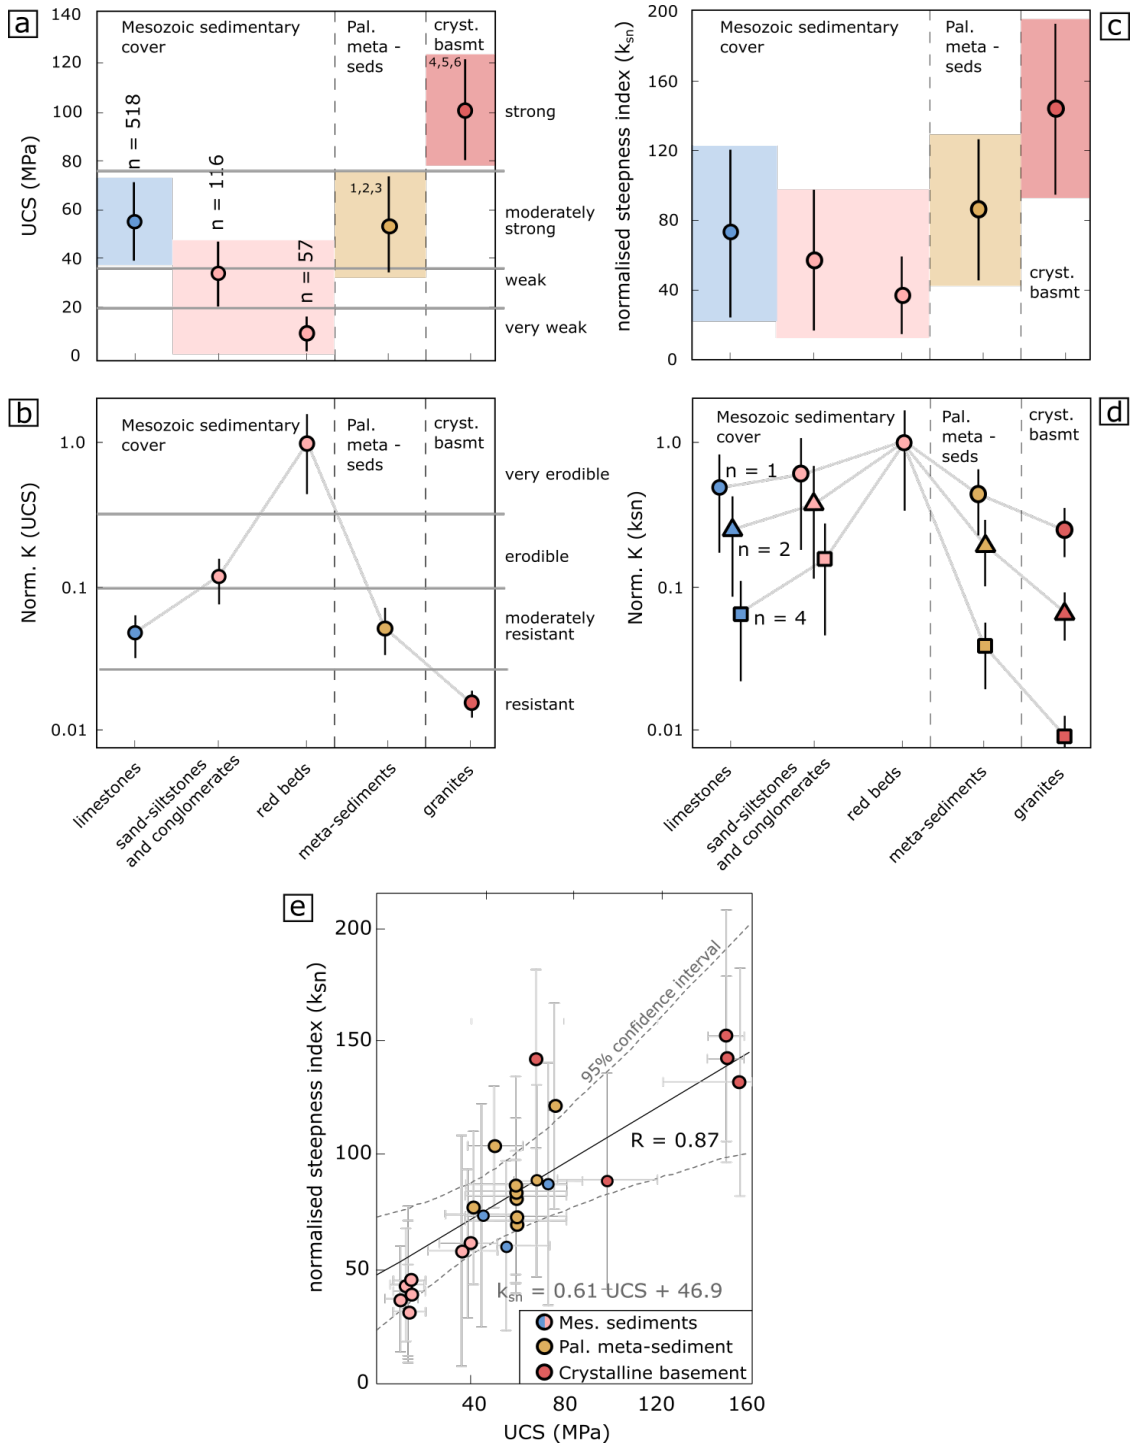 a
140
120
100
80
60
40
20
0
UCS (MPa)
Mesozoic sedimentary
cover
Pal.
meta -
seds
cryst.
basmt
4,5,6
n = 518
n = 116
n = 57
1,2,3
strong
moderately
strong
weak
very weak
c
200
160
120
80
40
0
normalised steepness index (ksn)
Mesozoic sedimentary
cover
Pal.
meta -
seds
cryst.
basmt
b
1.0
0.1
0.01
Norm. K (UCS)
Mesozoic sedimentary
cover
Pal.
meta -
seds
cryst.
basmt
very erodible
erodible
moderately
resistant
resistant
limestones
sand-siltstones
and conglomerates
red beds
meta-sediments
granites
d
1.0
0.1
0.01
Norm. K (ksn)
Mesozoic sedimentary
cover
Pal.
meta -
seds
cryst.
basmt
n = 1
n = 2
n = 4
limestones
sand-siltstones
and conglomerates
red beds
meta-sediments
granites
e
200
150
100
50
0
normalised steepness index (ksn)
95% confidence interval
R = 0.87
ksn = 0.61 UCS + 46.9
Mes. sediments
Pal. meta-sediment
Crystalline basement
40
80
120
160
UCS (MPa)